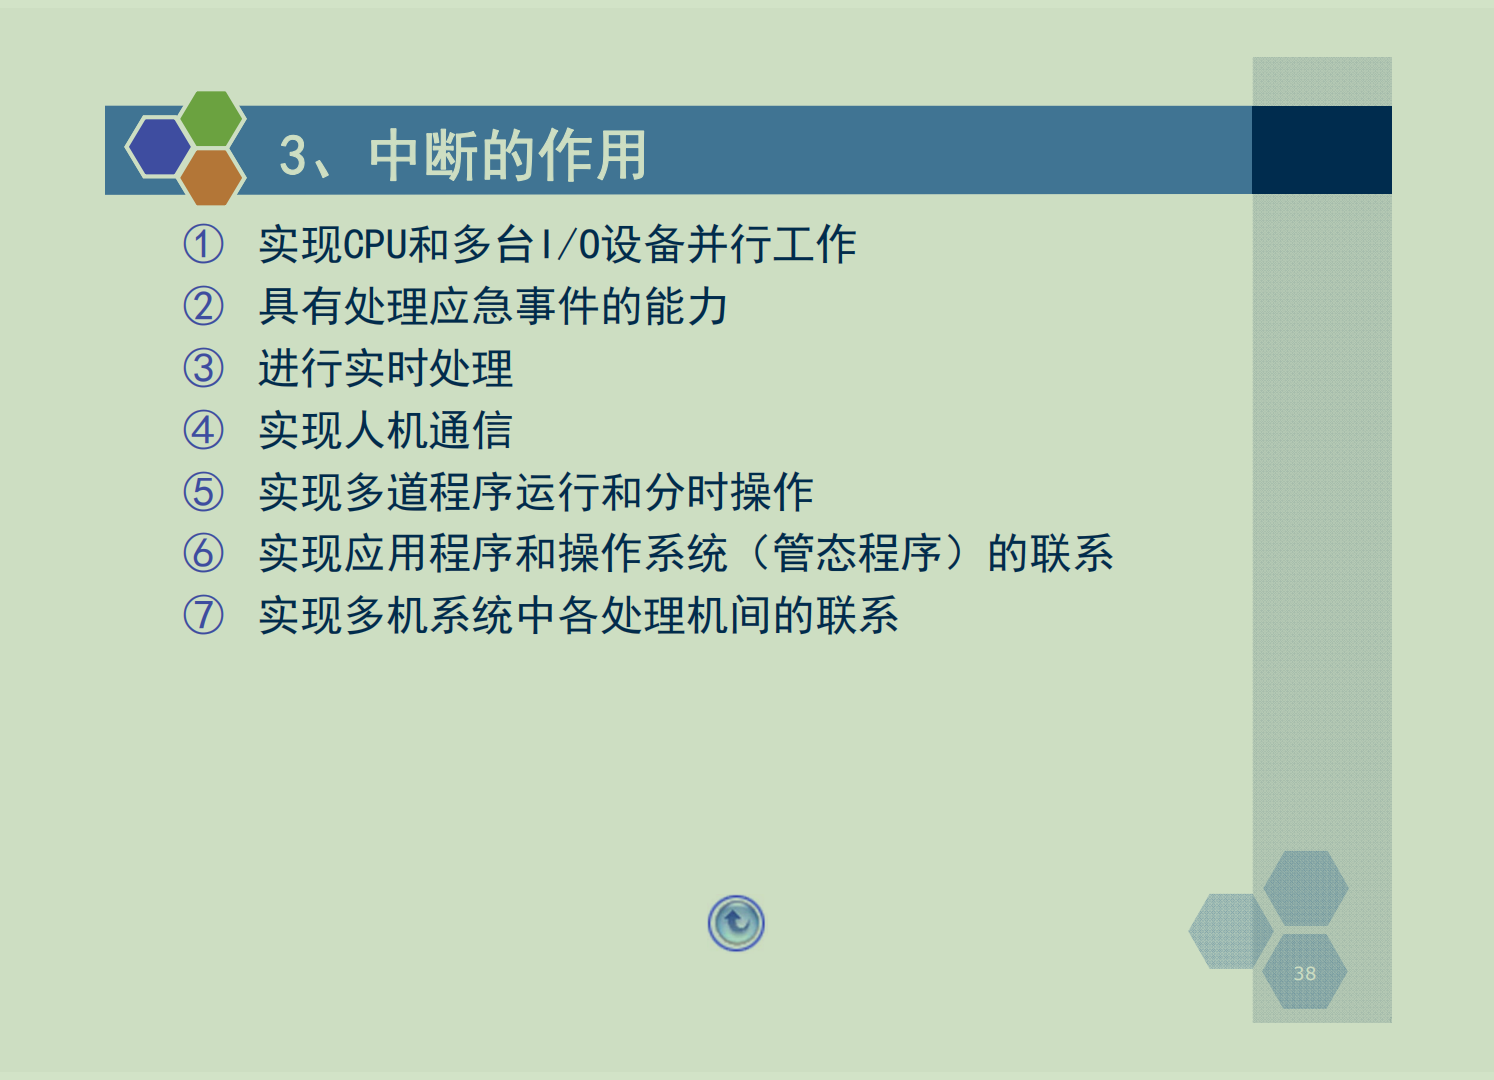 3、中断的作用
① 实现CPU和多台I/O设备并行工作
② 具有处理应急事件的能力
③ 进行实时处理
④ 实现人机通信
⑤ 实现多道程序运行和分时操作
⑥ 实现应用程序和操作系统（管态程序）的联系
⑦ 实现多机系统中各处理机间的联系
38